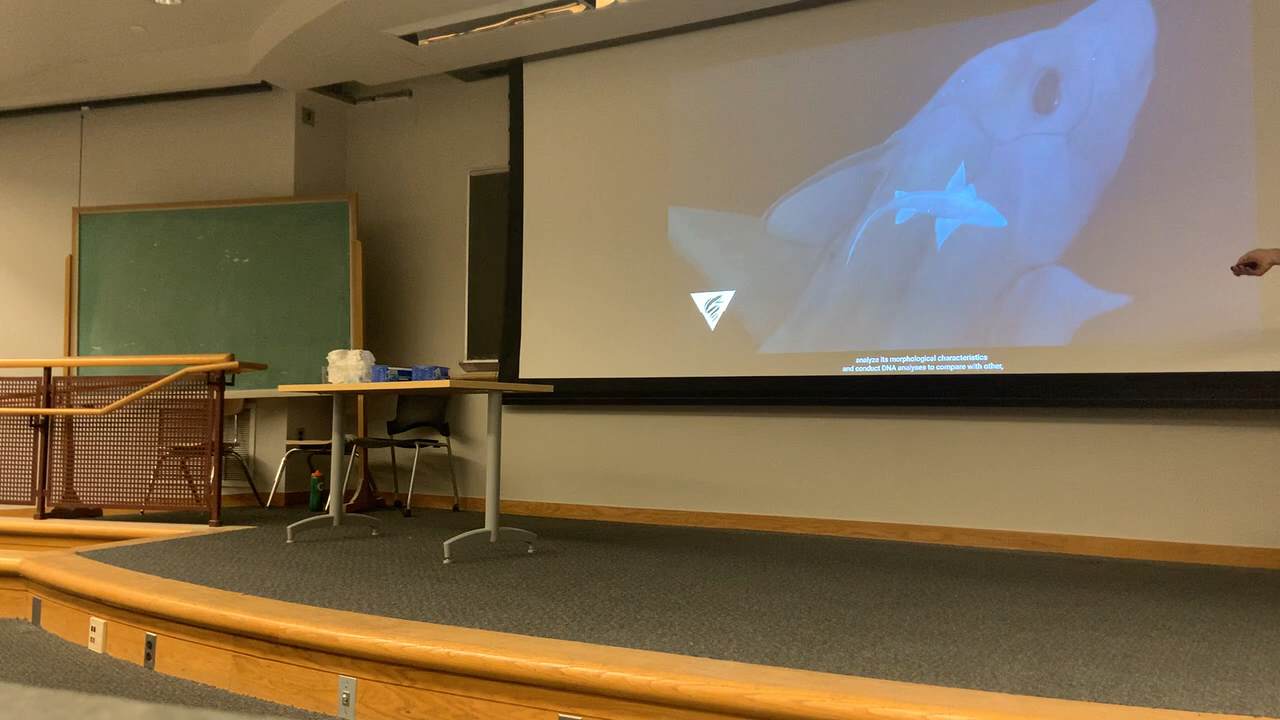 analyze its morphological characteristics
and conduct DNA analyses to compare with other,